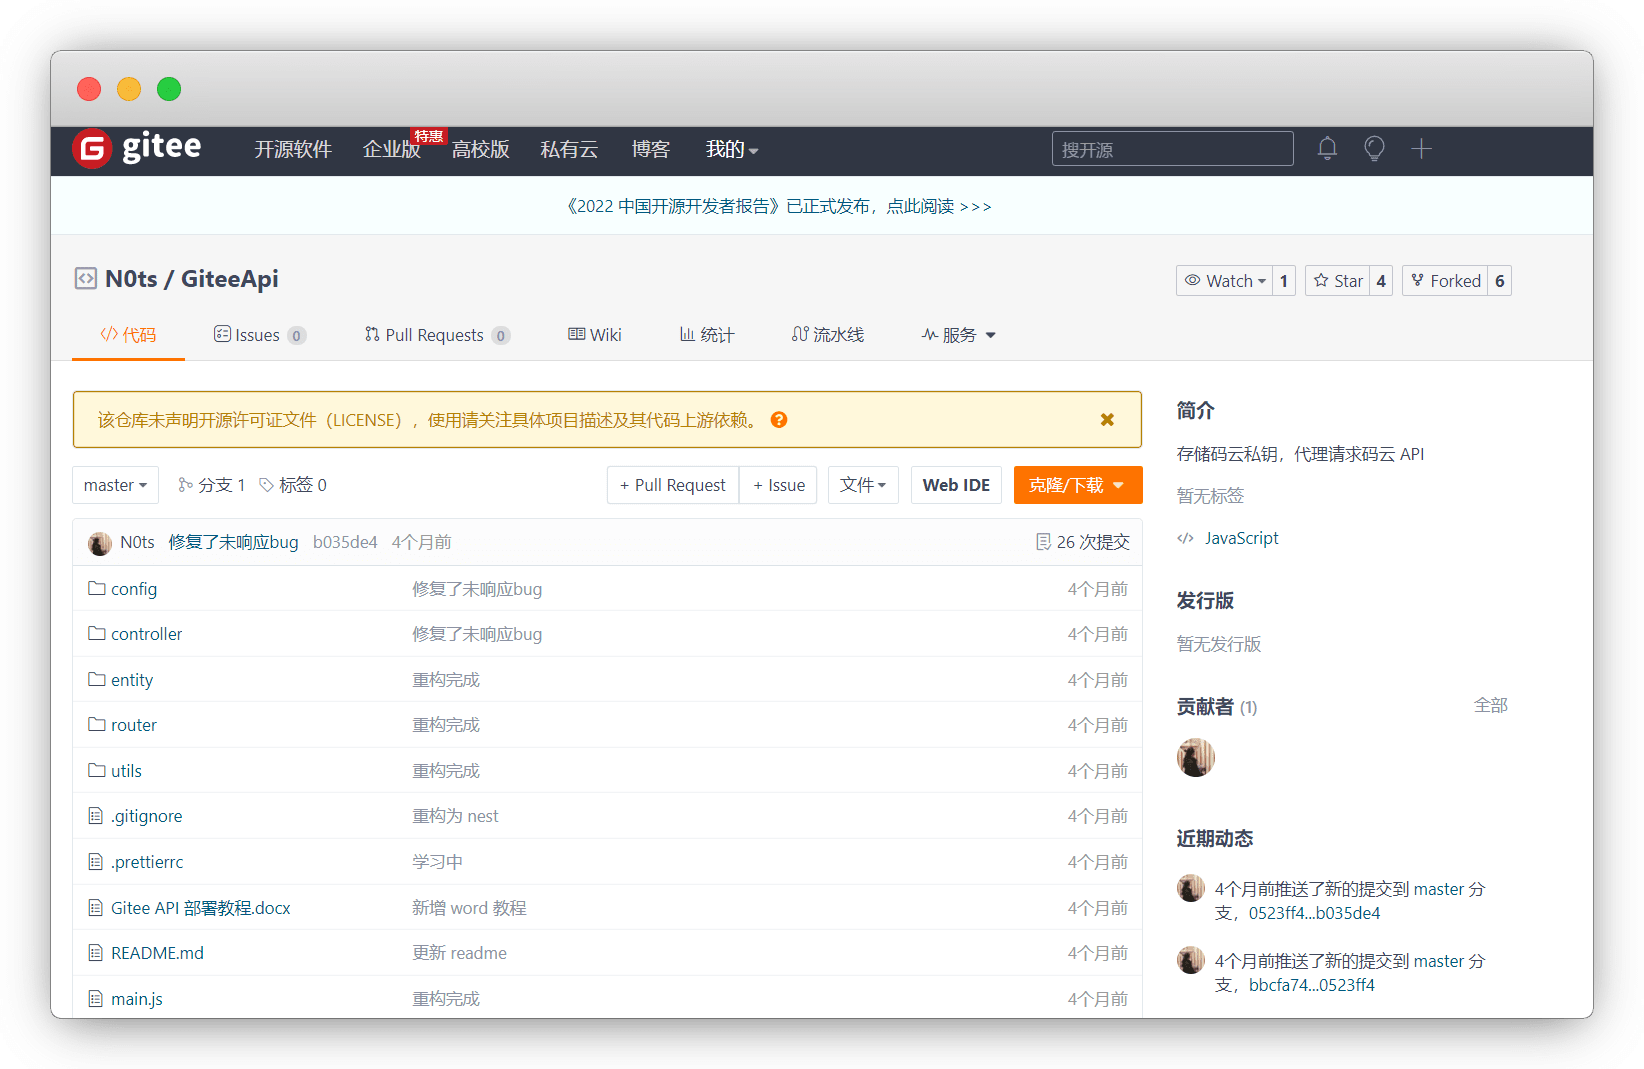 gitee 开源软件 企业版 特惠 高校版 私有云 博客 我的 搜开源
《2022 中国开源开发者报告》已正式发布，点此阅读 >>>
N0ts / GiteeApi Watch 1 Star 4 Forked 6
代码 Issues 0 Pull Requests 0 Wiki 统计 流水线 服务
该仓库未声明开源许可证文件（LICENSE），使用请关注具体项目描述及其代码上游依赖。
master 分支 1 标签 0 + Pull Request + Issue 文件 Web IDE 克隆/下载
N0ts 修复了未响应bug b035de4 4个月前 26 次提交
config 修复了未响应bug 4个月前
controller 修复了未响应bug 4个月前
entity 重构完成 4个月前
router 重构完成 4个月前
utils 重构完成 4个月前
.gitignore 重构为 nest 4个月前
.prettierrc 学习中 4个月前
Gitee API 部署教程.docx 新增 word 教程 4个月前
README.md 更新 readme 4个月前
main.js 重构完成 4个月前
简介
存储码云私钥，代理请求码云 API
暂无标签
JavaScript
发行版
暂无发行版
贡献者 (1) 全部
近期动态
4个月前推送了新的提交到 master 分
支，0523ff4...b035de4
4个月前推送了新的提交到 master 分
支，bbcfa74...0523ff4